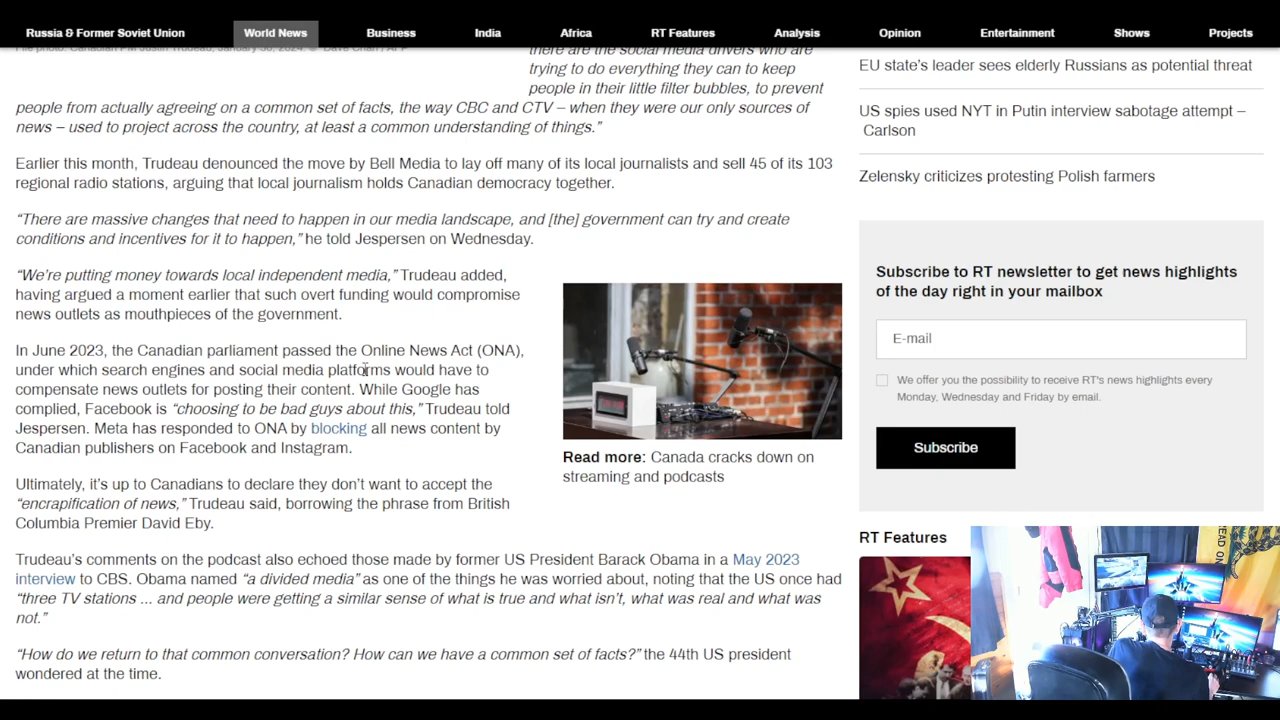 Russia & Former Soviet Union World News Business India Africa RT Features Analysis Opinion Entertainment Shows Projects
File photo: Canadian PM Justin Trudeau, January 30, 2024. © Dave Chan / AFP
there are the social media drivers who are
trying to do everything they can to keep
people in their little filter bubbles, to prevent
people from actually agreeing on a common set of facts, the way CBC and CTV – when they were our only sources of
news – used to project across the country, at least a common understanding of things.”
Earlier this month, Trudeau denounced the move by Bell Media to lay off many of its local journalists and sell 45 of its 103
regional radio stations, arguing that local journalism holds Canadian democracy together.
“There are massive changes that need to happen in our media landscape, and [the] government can try and create
conditions and incentives for it to happen,” he told Jespersen on Wednesday.
“We’re putting money towards local independent media,” Trudeau added,
having argued a moment earlier that such overt funding would compromise
news outlets as mouthpieces of the government.
In June 2023, the Canadian parliament passed the Online News Act (ONA),
under which search engines and social media platforms would have to
compensate news outlets for posting their content. While Google has
complied, Facebook is “choosing to be bad guys about this,” Trudeau told
Jespersen. Meta has responded to ONA by blocking all news content by
Canadian publishers on Facebook and Instagram.
Read more: Canada cracks down on
streaming and podcasts
Ultimately, it’s up to Canadians to declare they don’t want to accept the
“encrapification of news,” Trudeau said, borrowing the phrase from British
Columbia Premier David Eby.
Trudeau’s comments on the podcast also echoed those made by former US President Barack Obama in a May 2023
interview to CBS. Obama named “a divided media” as one of the things he was worried about, noting that the US once had
“three TV stations ... and people were getting a similar sense of what is true and what isn’t, what was real and what was
not.”
“How do we return to that common conversation? How can we have a common set of facts?” the 44th US president
wondered at the time.
EU state’s leader sees elderly Russians as potential threat
US spies used NYT in Putin interview sabotage attempt –
Carlson
Zelensky criticizes protesting Polish farmers
Subscribe to RT newsletter to get news highlights
of the day right in your mailbox
E-mail
We offer you the possibility to receive RT's news highlights every
Monday, Wednesday and Friday by email.
Subscribe
RT Features